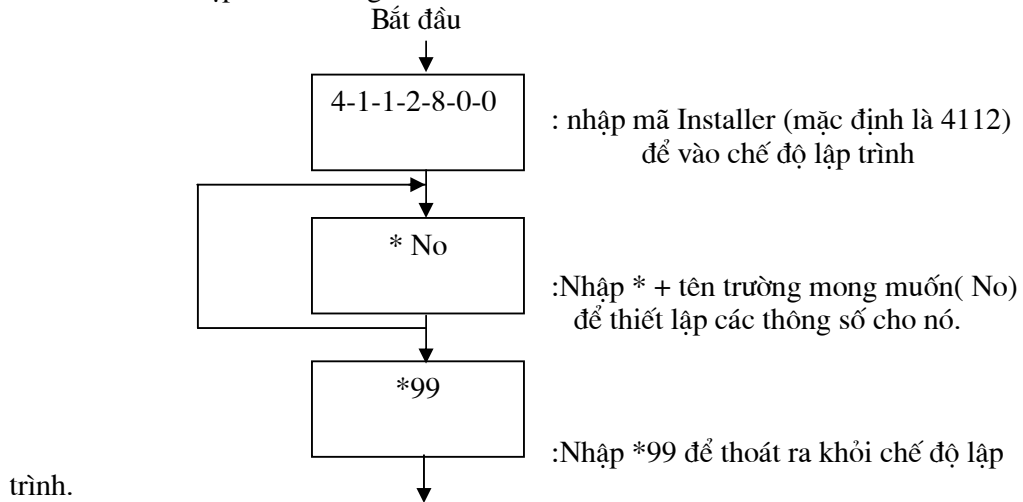 Bắt đầu
4-1-1-2-8-0-0
: nhập mã Installer (mặc định là 4112)
để vào chế độ lập trình
* No
:Nhập * + tên trường mong muốn( No)
để thiết lập các thông số cho nó.
*99
:Nhập *99 để thoát ra khỏi chế độ lập
trình.